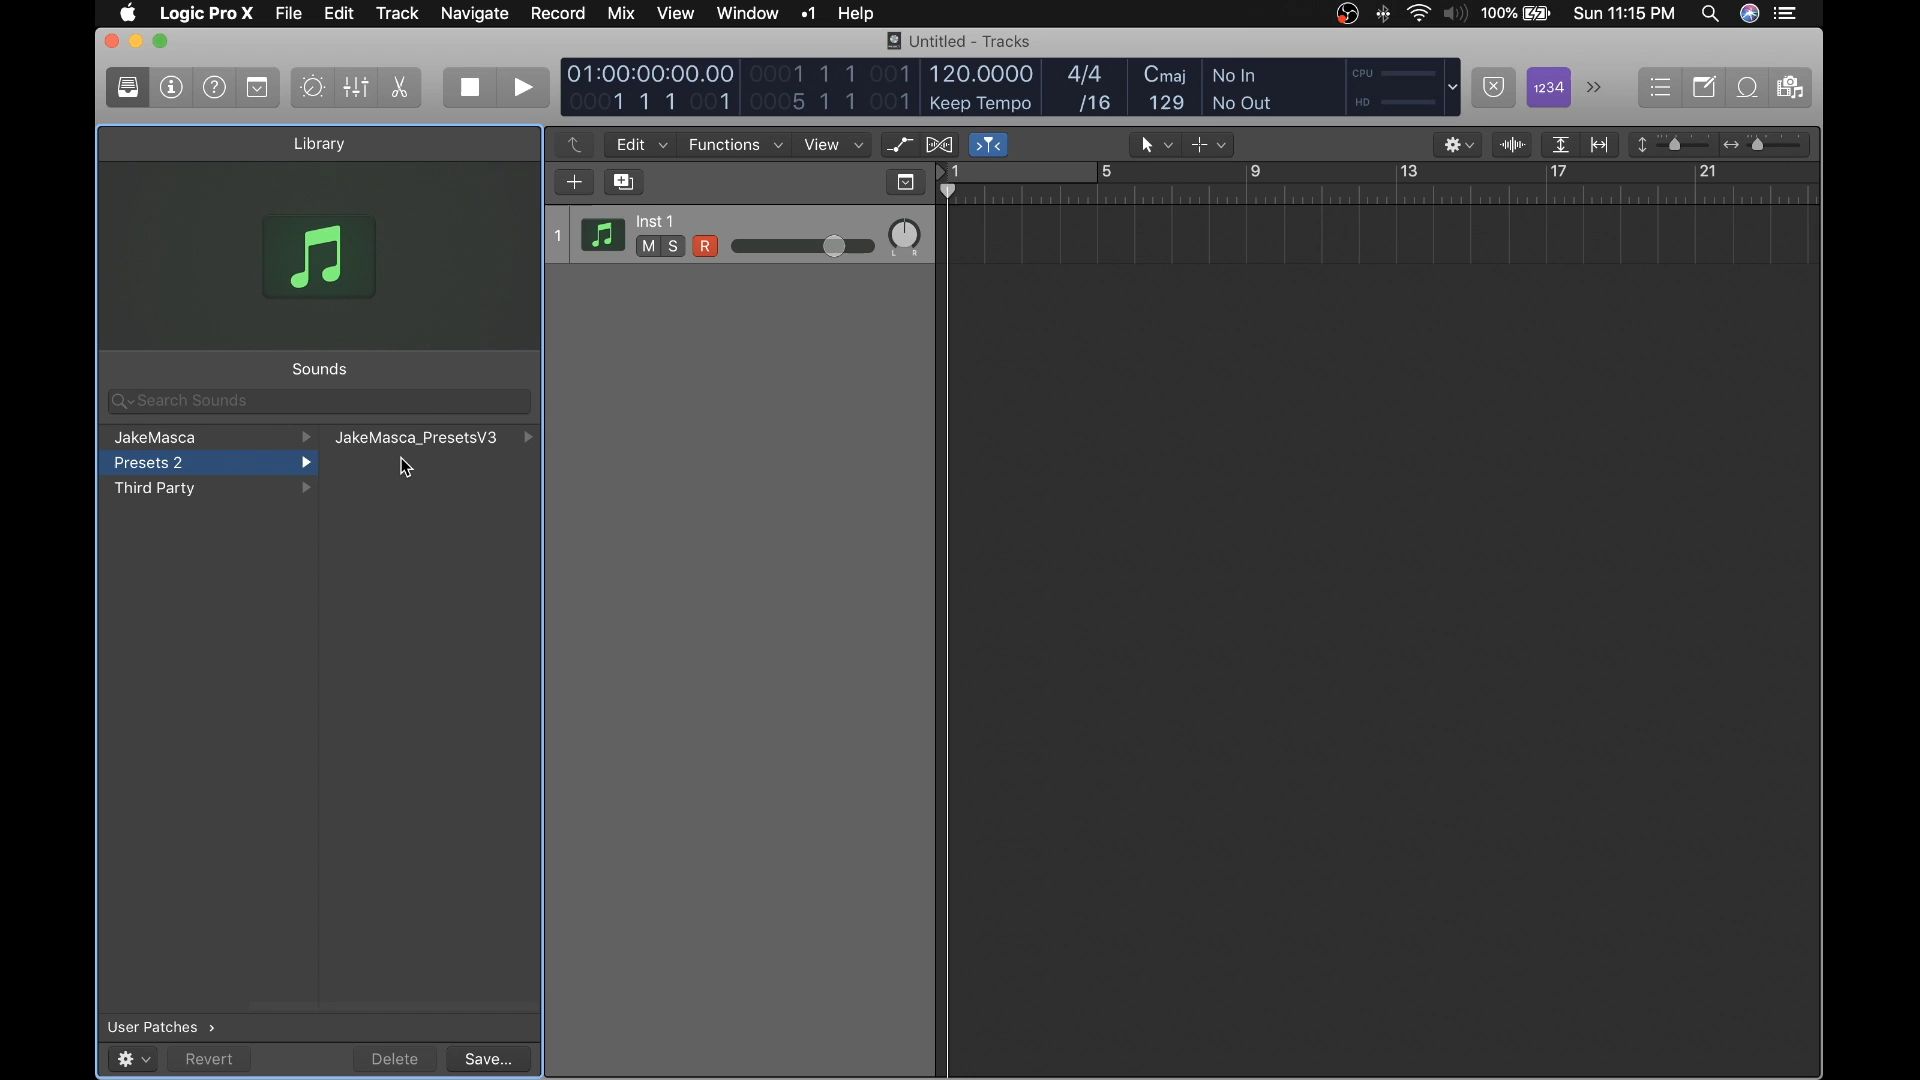 Logic Pro X File Edit Track Navigate Record Mix View Window •1 Help 100% Sun 11:15 PM
Untitled - Tracks
01:00:00:00.00 0001 1 1 001 120.0000 4/4 Cmaj No In CPU
0001 1 1 001 0005 1 1 001 Keep Tempo /16 129 No Out HD
1234
Library
Edit Functions View
1 5 9 13 17 21
1 Inst 1
M S R
L R
Sounds
Search Sounds
JakeMasca JakeMasca_PresetsV3
Presets 2
Third Party
User Patches ›
Revert Delete Save...